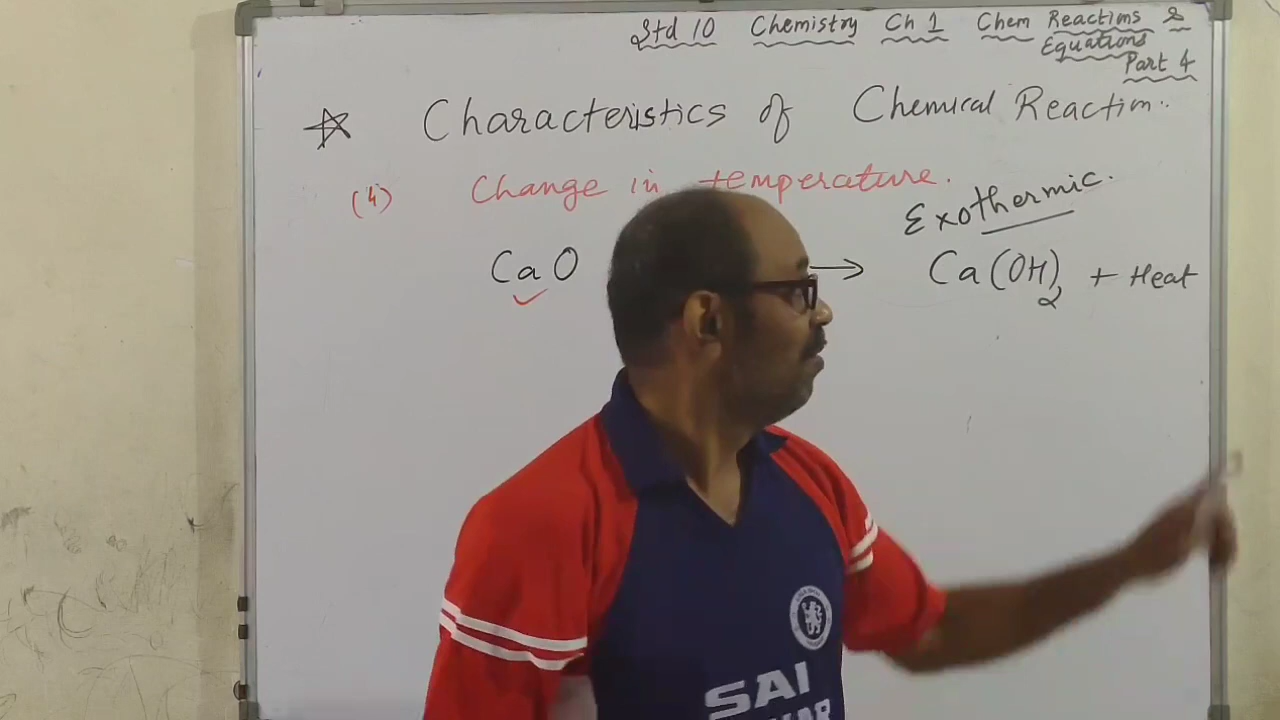 Std 10 Chemistry Ch 1 Chem Reactions &
Equations
Part 4
Characteristics of Chemical Reaction.
(4) Change in temperature.
Exothermic.
CaO → Ca(OH)₂ + Heat
SAI